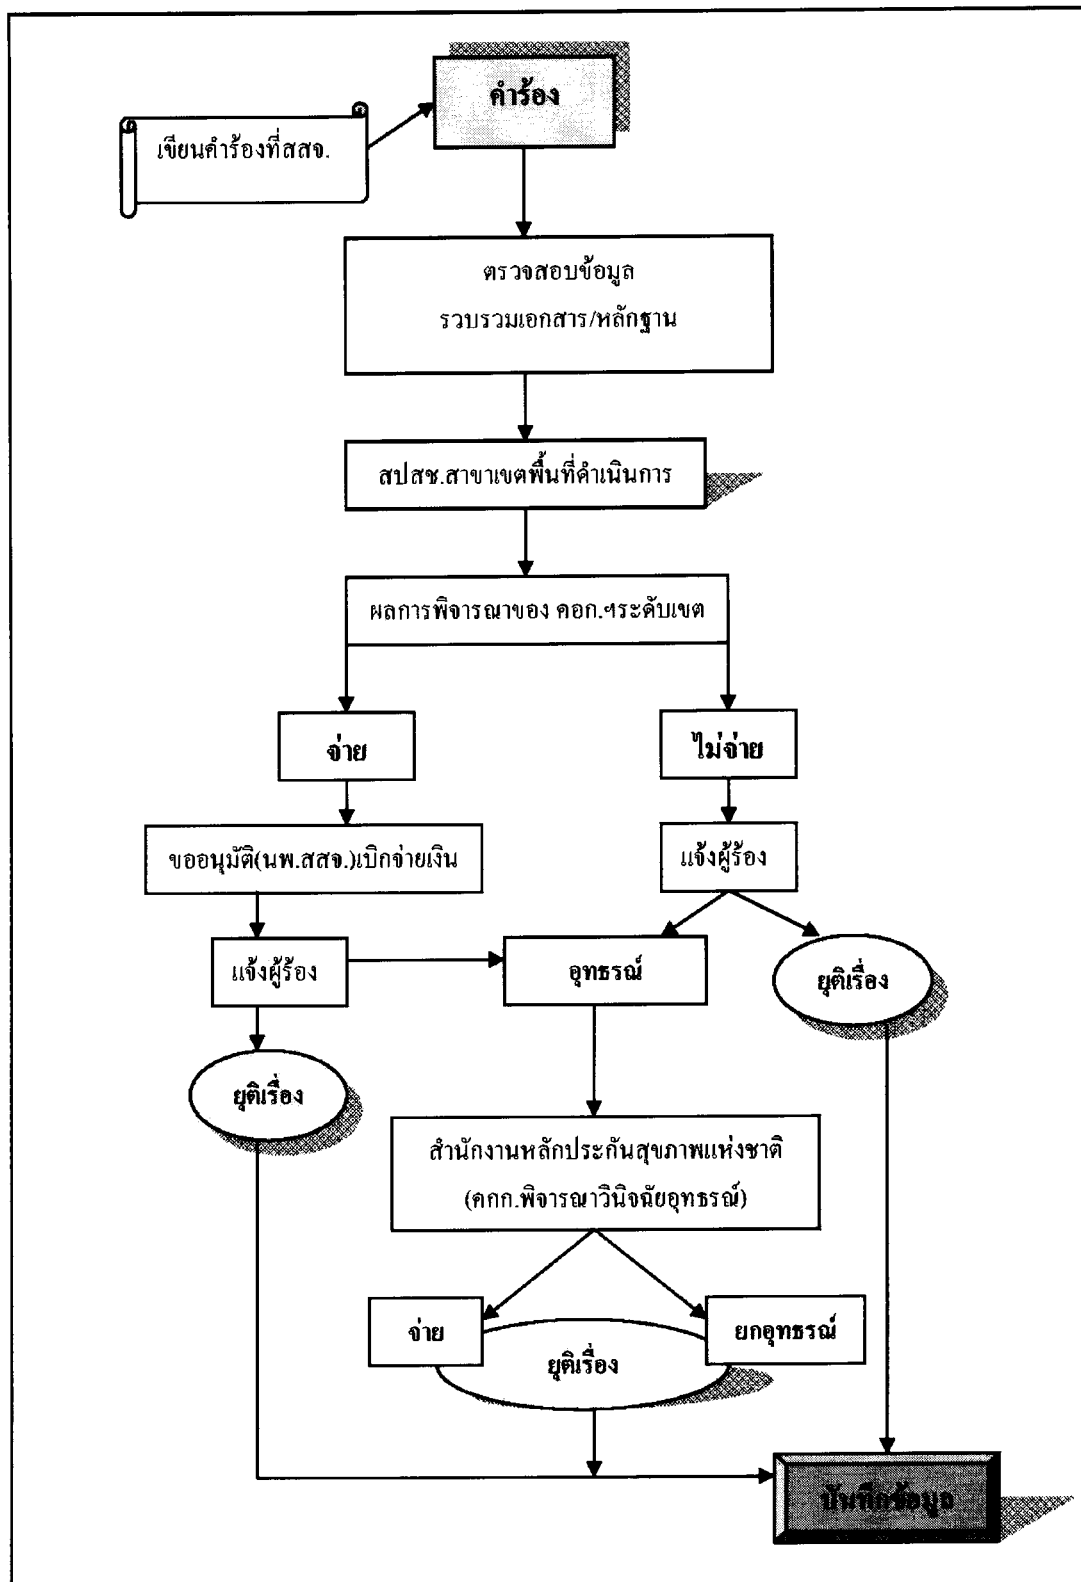 คำร้อง
เขียนคำร้องที่สสจ.
ตรวจสอบข้อมูล
รวบรวมเอกสาร/หลักฐาน
สปสช.สาขาเขตพื้นที่ดำเนินการ
ผลการพิจารณาของ คอก.ฯระดับเขต
จ่าย
ไม่จ่าย
ขออนุมัติ(นพ.สสจ.)เบิกจ่ายเงิน
แจ้งผู้ร้อง
แจ้งผู้ร้อง
อุทธรณ์
ยุติเรื่อง
ยุติเรื่อง
สำนักงานหลักประกันสุขภาพแห่งชาติ
(คกก.พิจารณาวินิจฉัยอุทธรณ์)
จ่าย
ยกอุทธรณ์
ยุติเรื่อง
บันทึกข้อมูล